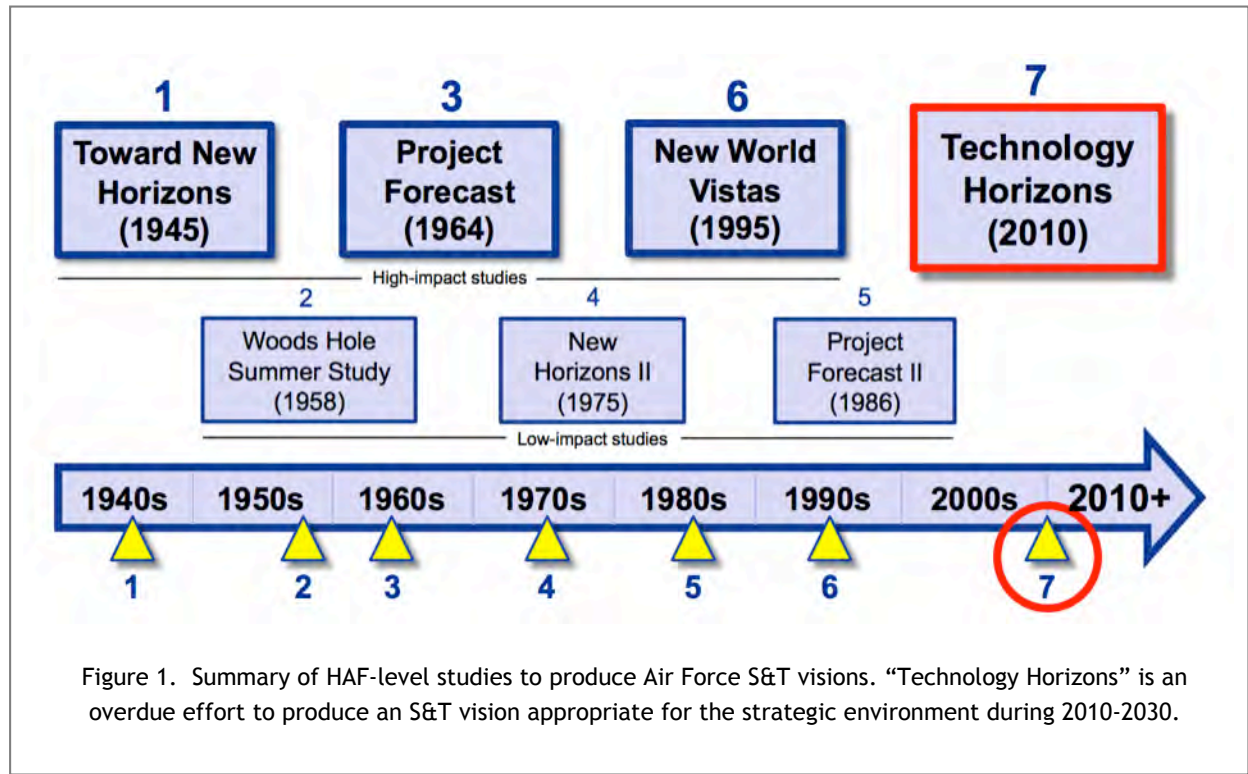 1
3
6
7
Toward New
Horizons
(1945)
Project
Forecast
(1964)
New World
Vistas
(1995)
Technology
Horizons
(2010)
High-impact studies
2
4
5
Woods Hole
Summer Study
(1958)
New
Horizons II
(1975)
Project
Forecast II
(1986)
Low-impact studies
1940s
1950s
1960s
1970s
1980s
1990s
2000s
2010+
1
2
3
4
5
6
7
Figure 1. Summary of HAF-level studies to produce Air Force S&T visions. “Technology Horizons” is an
overdue effort to produce an S&T vision appropriate for the strategic environment during 2010-2030.